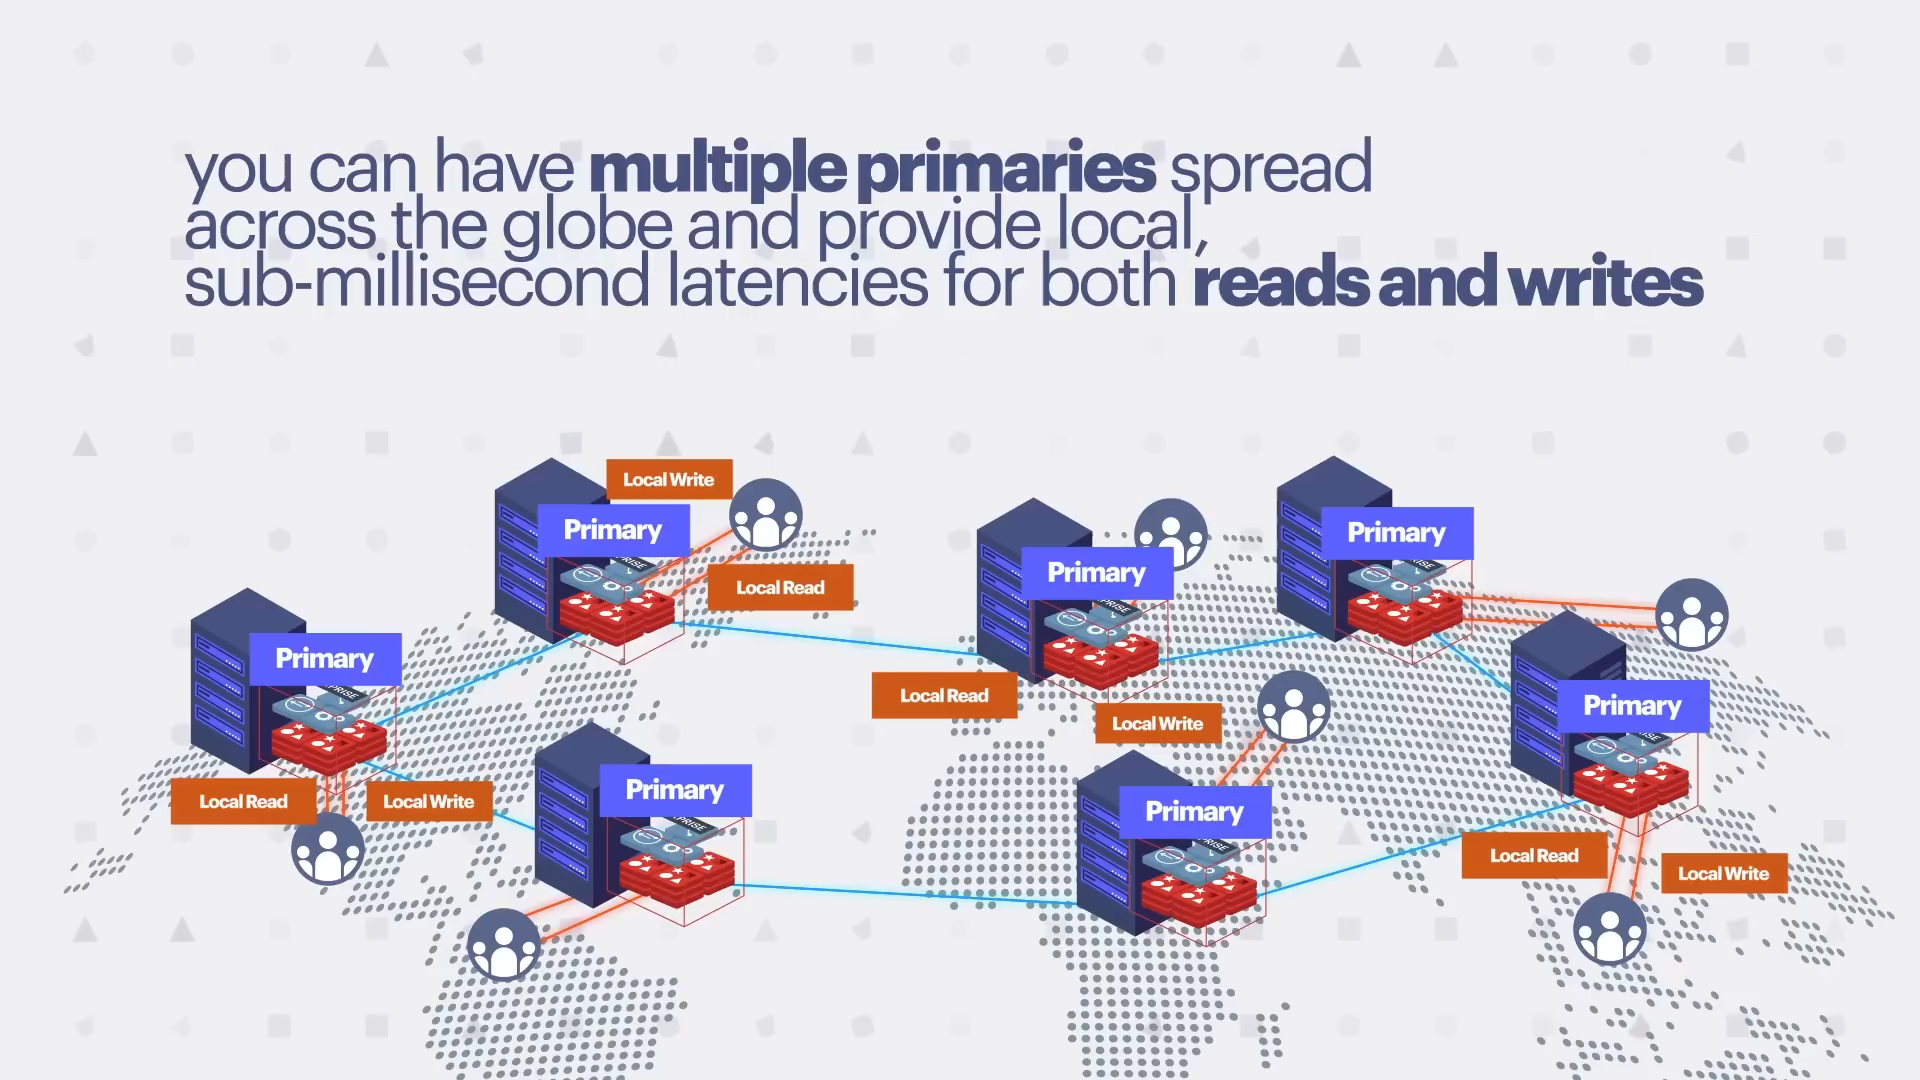 you can have multiple primaries spread
across the globe and provide local,
sub-millisecond latencies for both reads and writes
Local Write
Primary
Local Read
Primary
Primary
Primary
Local Read
Local Write
Local Read
Local Write
Primary
Primary
Primary
Local Read
Local Write